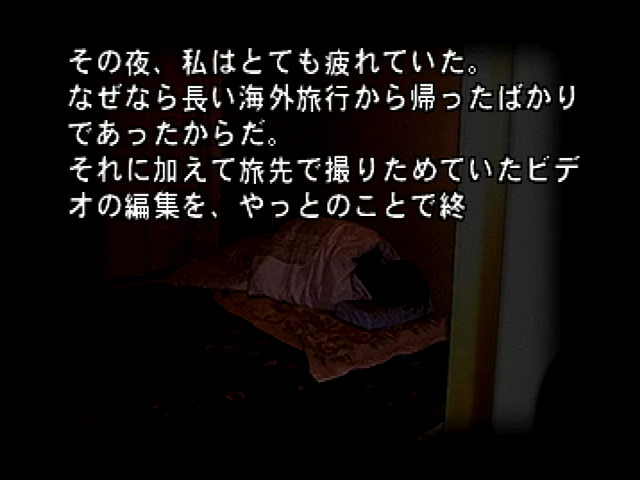 その夜、私はとても疲れていた。
なぜなら長い海外旅行から帰ったばかり
であったからだ。
それに加えて旅先で撮りためていたビデ
オの編集を、やっとのことで終